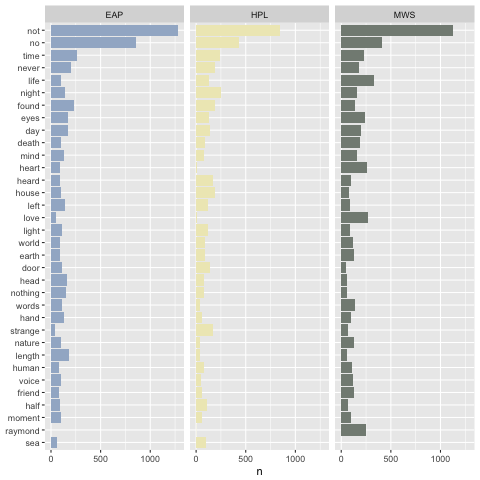 EAP HPL MWS
not
no
time
never
life
night
found
eyes
day
death
mind
heart
heard
house
left
love
light
world
earth
door
head
nothing
words
hand
strange
nature
length
human
voice
friend
half
moment
raymond
sea
0 500 1000 0 500 1000 0 500 1000
n